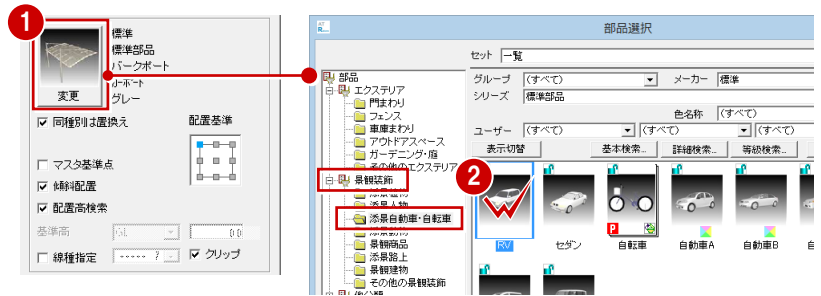 1
標準
標準部品
パークポート
グレー
変更
同種別は置換え
配置基準
マスタ基準点
傾斜配置
配置高検索
基準高
GL
00
線種指定
----- 7
クリップ
部品選択
セット 一覧
部品
エクステリア
門まわり
フェンス
車庫まわり
アウトドアスペース
ガーデニング・庭
その他のエクステリア
景観装飾
添景植物
添景人物
添景自動車・自転車
添景動物
景観商品
添景路上
景観建物
その他の景観装飾
グループ (すべて) メーカー 標準
シリーズ 標準部品
色名称 (すべて)
ユーザー (すべて) (すべて) (すべて)
表示切替 基本検索... 詳細検索... 等級検索...
2
RV セダン 自転車 自動車A 自動車B
P